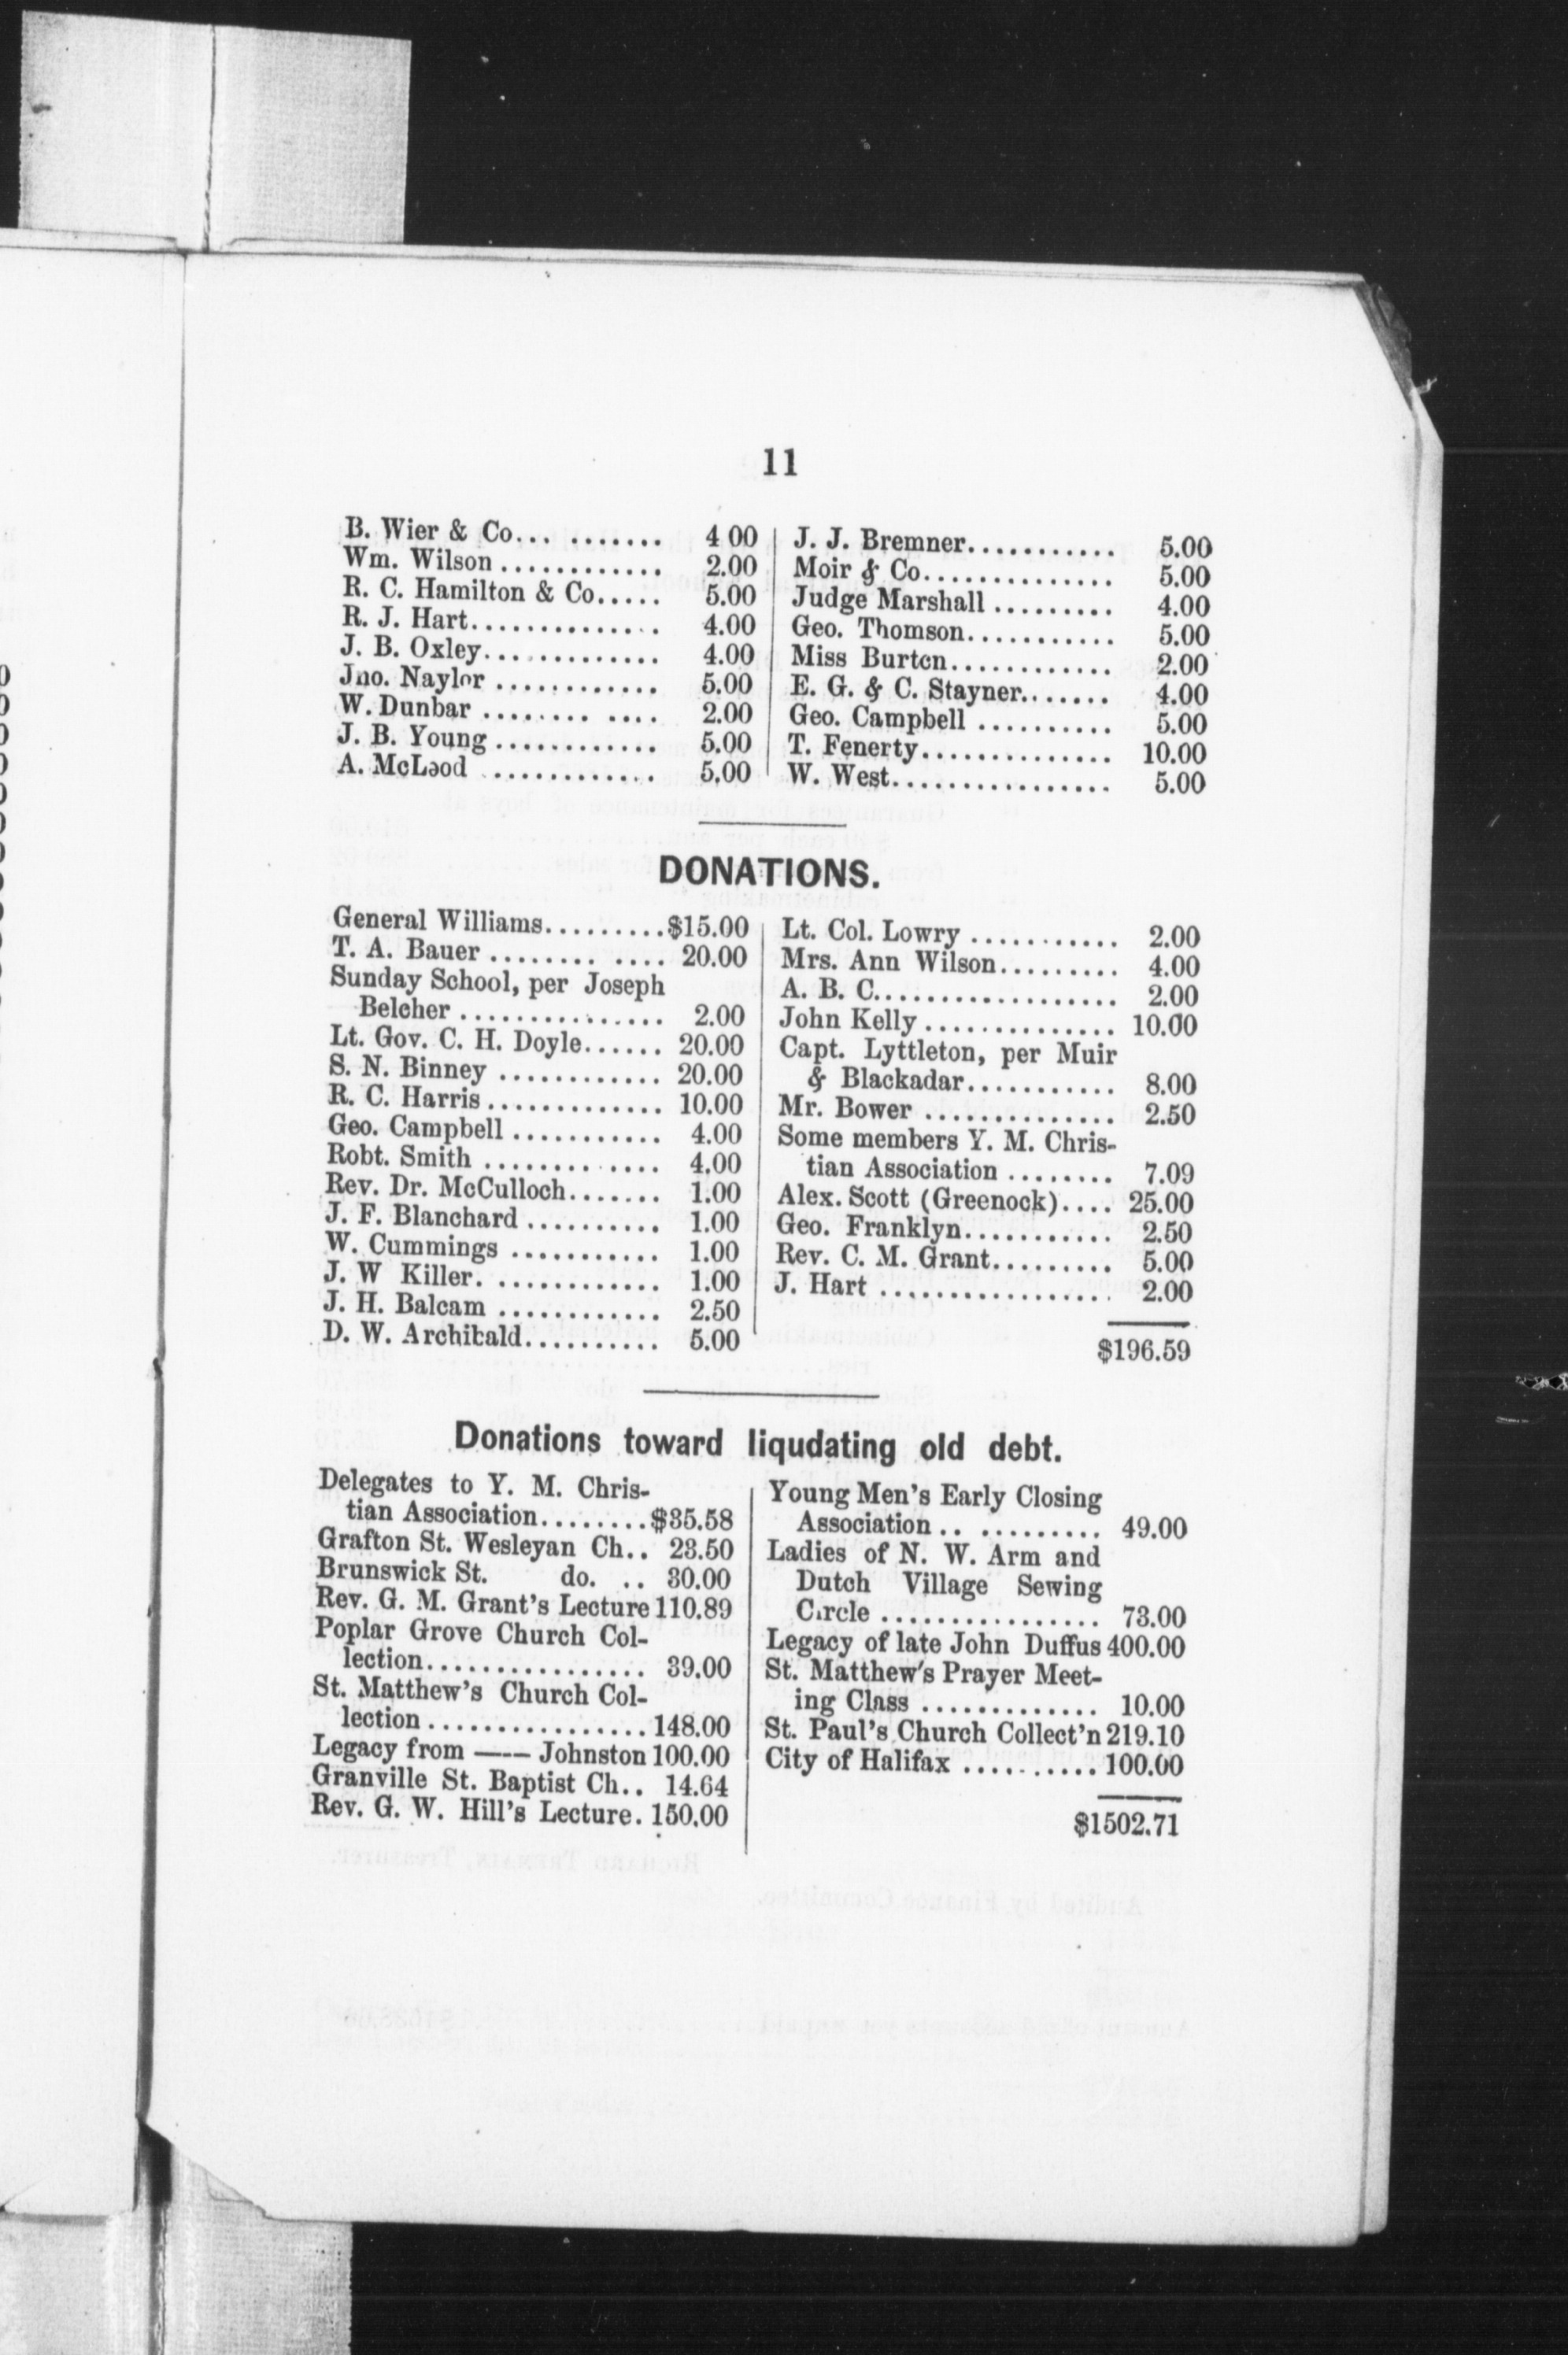 11
B. Wier & Co... ........ 4 00
Wm. Wilson ............ 2.00
R. C. Hamilton & Co..... 5.00
R. J. Hart.............. 4.00
J. B. Oxley............. 4.00
Jno. Naylor ............ 5.00
W. Dunbar ........ .... 2.00
J. B. Young ............ 5.00
A. McLeod ............. 5.00
J. J. Bremner........... 5.00
Moir & Co.............. 5.00
Judge Marshall ......... 4.00
Geo. Thomson........... 5.00
Miss Burton............ 2.00
E. G. & C. Stayner....... 4.00
Geo. Campbell .......... 5.00
T. Fenerty.............. 10.00
W. West................ 5.00
DONATIONS.
General Williams.........$15.00
T. A. Bauer ........ .... 20.00
Sunday School, per Joseph
Belcher ............... 2.00
Lt. Gov. C. H. Doyle...... 20.00
S. N. Binney ............ 20.00
R. C. Harris ............. 10.00
Geo. Campbell ........... 4.00
Robt. Smith ............. 4.00
Rev. Dr. McCulloch....... 1.00
J. F. Blanchard .......... 1.00
W. Cummings ........... 1.00
J. W Killer. ............ 1.00
J. H. Balcam ............ 2.50
D. W. Archibald.......... 5.00
Lt. Col. Lowry ........... 2.00
Mrs. Ann Wilson......... 4.00
A. B. C.................. 2.00
John Kelly .............. 10.00
Capt. Lyttleton, per Muir
& Blackadar........... 8.00
Mr. Bower .............. 2.50
Some members Y. M. Chris-
tian Association ........ 7.09
Alex. Scott (Greenock).... 25.00
Geo. Franklyn........... 2.50
Rev. C. M. Grant......... 5.00
J. Hart ................. 2.00
$196.59
Donations toward liqudating old debt.
Delegates to Y. M. Chris-
tian Association........$35.58
Grafton St. Wesleyan Ch.. 23.50
Brunswick St. do. .. 30.00
Rev. G. M. Grant's Lecture 110.89
Poplar Grove Church Col-
lection................ 39.00
St. Matthew's Church Col-
lection ................148.00
Legacy from —— Johnston 100.00
Granville St. Baptist Ch.. 14.64
Rev. G. W. Hill's Lecture. 150.00
Young Men's Early Closing
Association .. ......... 49.00
Ladies of N. W. Arm and
Dutch Village Sewing
Circle ................ 73.00
Legacy of late John Duffus 400.00
St. Matthew's Prayer Meet-
ing Class ............. 10.00
St. Paul's Church Collect'n 219.10
City of Halifax .......... 100.00
$1502.71